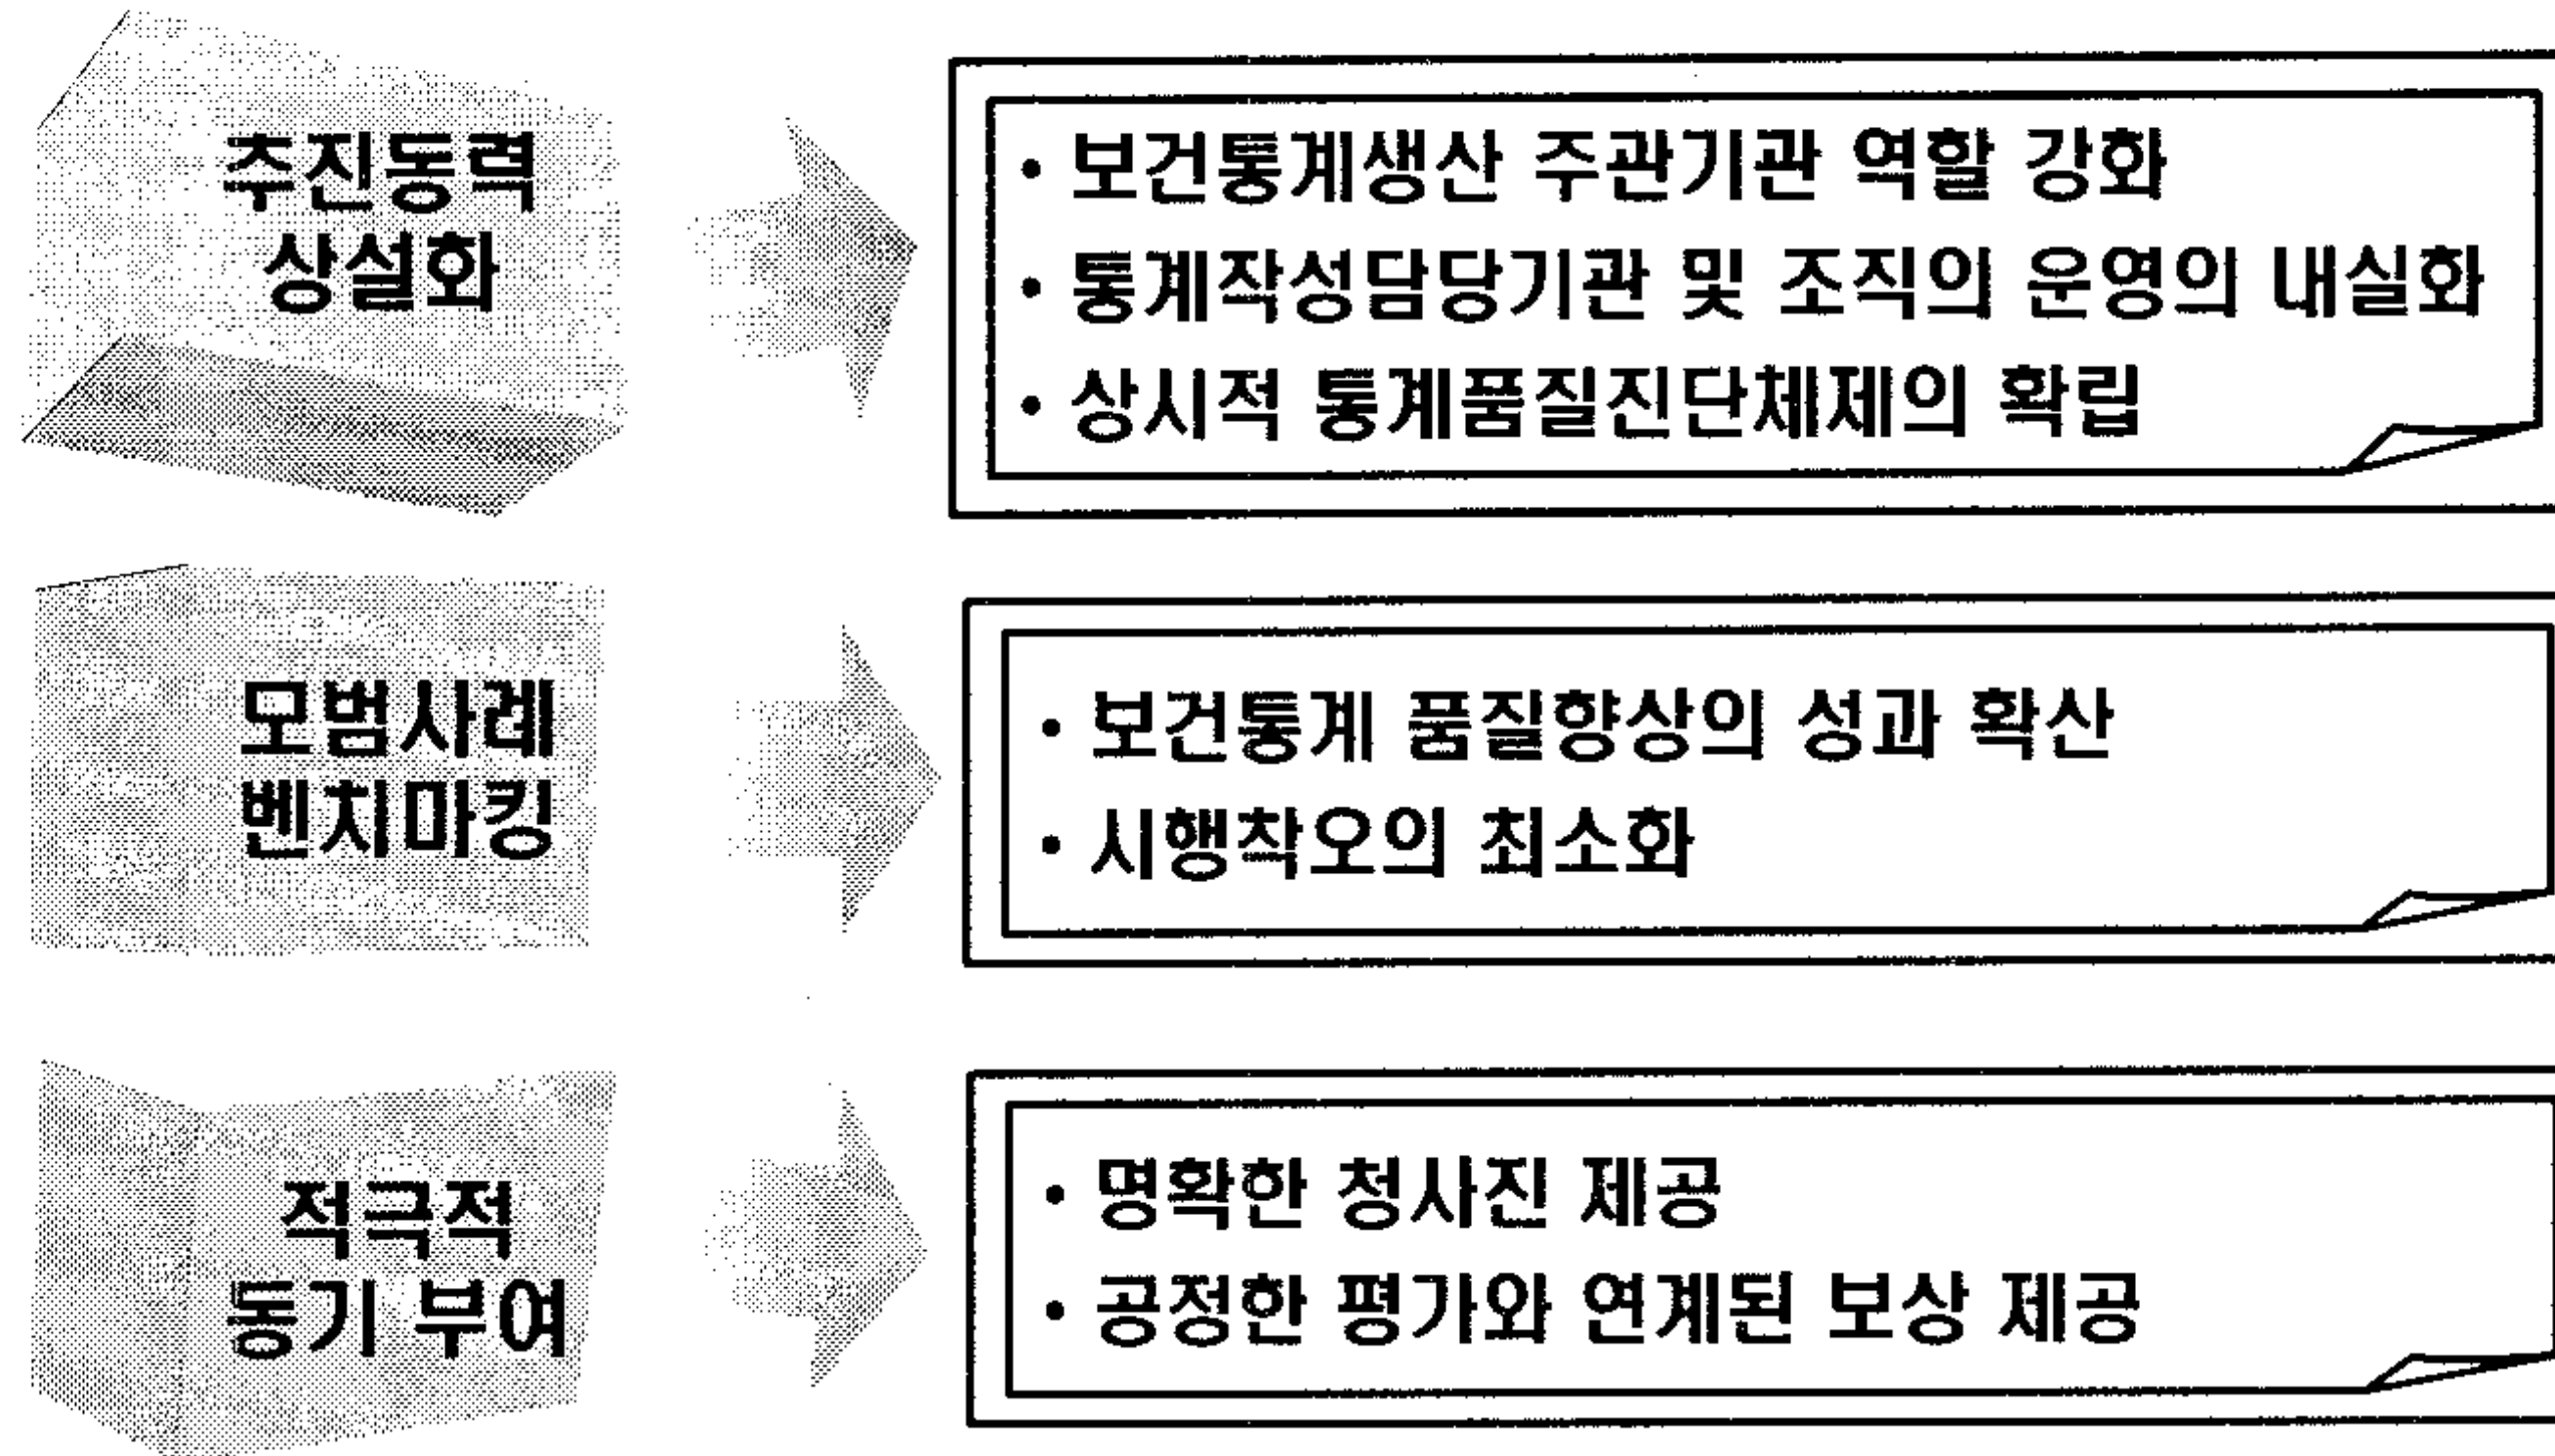 추진동력
상설화
• 보건통계생산 주관기관 역할 강화
• 통계작성담당기관 및 조직의 운영의 내실화
• 상시적 통계품질진단체제의 확립
모범사례
벤치마킹
• 보건통계 품질향상의 성과 확산
• 시행착오의 최소화
적극적
동기 부여
• 명확한 청사진 제공
• 공정한 평가와 연계된 보상 제공